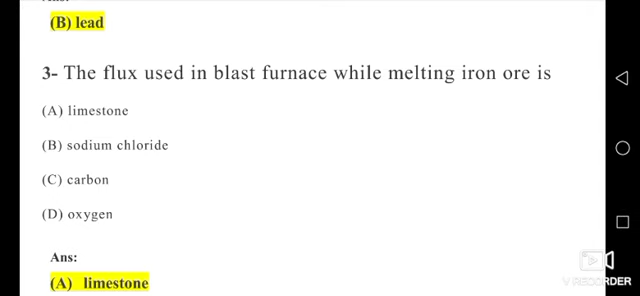 (B) lead
3- The flux used in blast furnace while melting iron ore is
(A) limestone
(B) sodium chloride
(C) carbon
(D) oxygen
Ans:
(A) limestone
V RECORDER